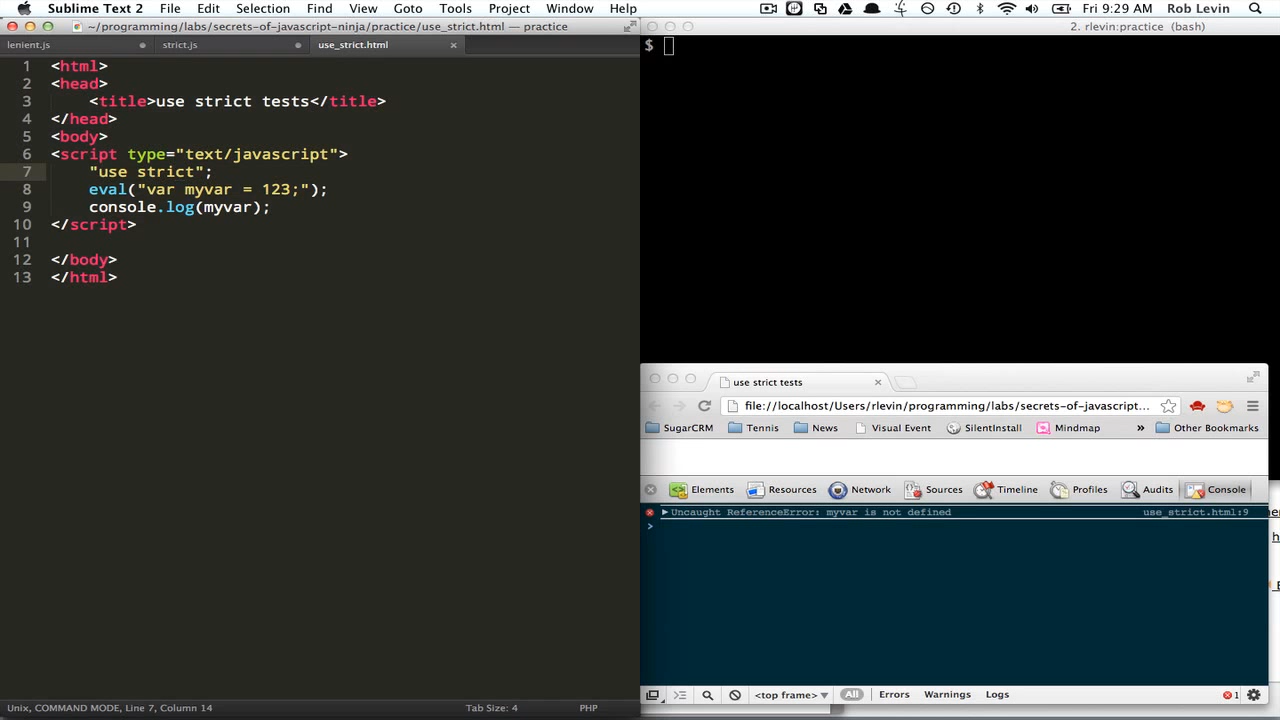 Sublime Text 2 File Edit Selection Find View Goto Tools Project Window Help Fri 9:29 AM Rob Levin
~/programming/labs/secrets-of-javascript-ninja/practice/use_strict.html — practice
2. rlevin:practice (bash)
lenient.js strict.js use_strict.html
$
1 <html>
2 <head>
3 <title>use strict tests</title>
4 </head>
5 <body>
6 <script type="text/javascript">
7 "use strict";
8 eval("var myvar = 123;");
9 console.log(myvar);
10 </script>
11
12 </body>
13 </html>
use strict tests
file://localhost/Users/rlevin/programming/labs/secrets-of-javascript...
SugarCRM Tennis News Visual Event SilentInstall Mindmap » Other Bookmarks
Elements Resources Network Sources Timeline Profiles Audits Console
Uncaught ReferenceError: myvar is not defined use_strict.html:9
>
<top frame> All Errors Warnings Logs 1
Unix, COMMAND MODE, Line 7, Column 14 Tab Size: 4 PHP